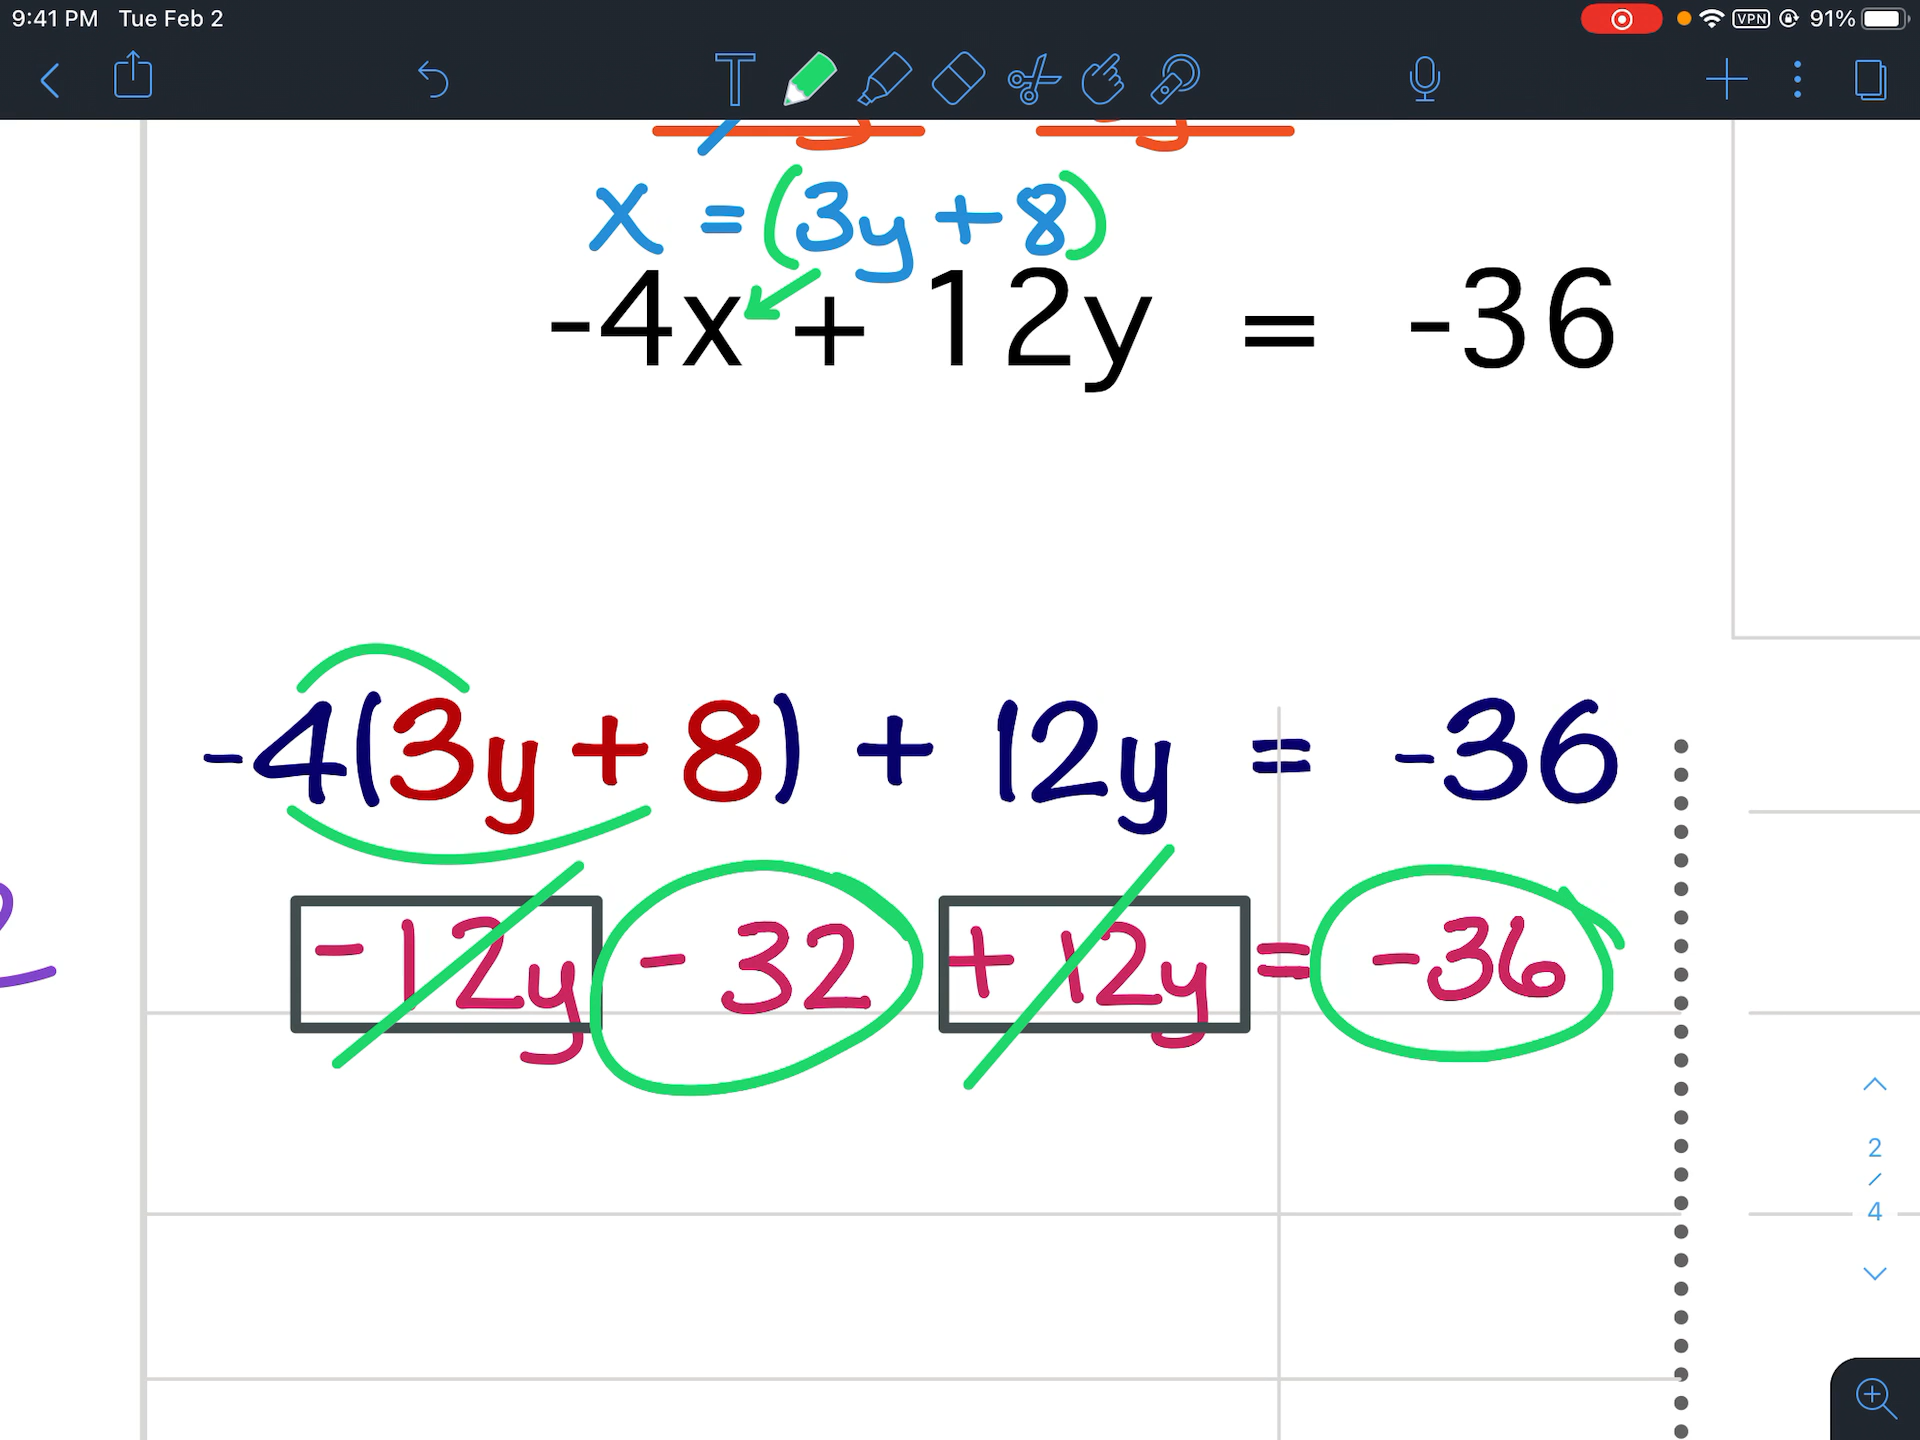 9:41 PM Tue Feb 2
VPN 91%
T
x = (3y + 8)
-4x + 12y = -36
-4(3y + 8) + 12y = -36
-12y - 32 + 12y = -36
2
/
4